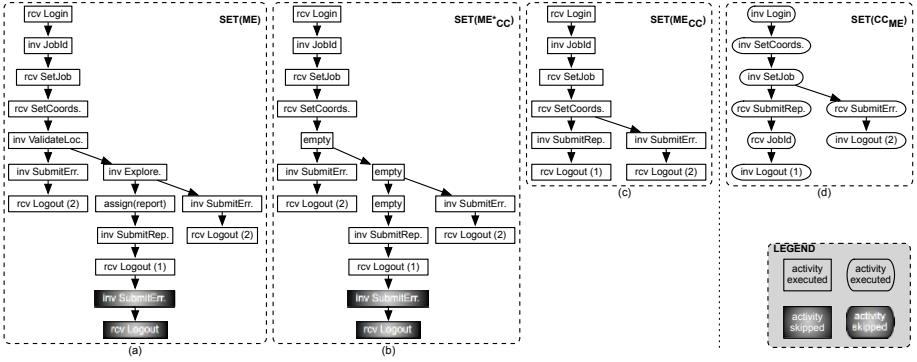 SET(ME)
rcv Login
inv JobId
rcv SetJob
rcv SetCoords.
inv ValidateLoc.
inv SubmitErr.
inv Explore.
rcv Logout (2)
assign(report)
inv SubmitErr.
inv SubmitRep.
rcv Logout (2)
rcv Logout (1)
inv SubmitErr.
rcv Logout
(a)
SET(ME*CC)
rcv Login
inv JobId
rcv SetJob
rcv SetCoords.
empty
inv SubmitErr.
empty
rcv Logout (2)
empty
inv SubmitErr.
inv SubmitRep.
rcv Logout (2)
rcv Logout (1)
inv SubmitErr.
rcv Logout
(b)
SET(MECC)
rcv Login
inv JobId
rcv SetJob
rcv SetCoords.
inv SubmitRep.
inv SubmitErr.
rcv Logout (1)
rcv Logout (2)
(c)
SET(CCME)
inv Login
inv SetCoords.
inv SetJob
rcv SubmitRep.
rcv SubmitErr.
rcv JobId
inv Logout (2)
inv Logout (1)
(d)
LEGEND
activity
executed
activity
executed
activity
skipped
activity
skipped